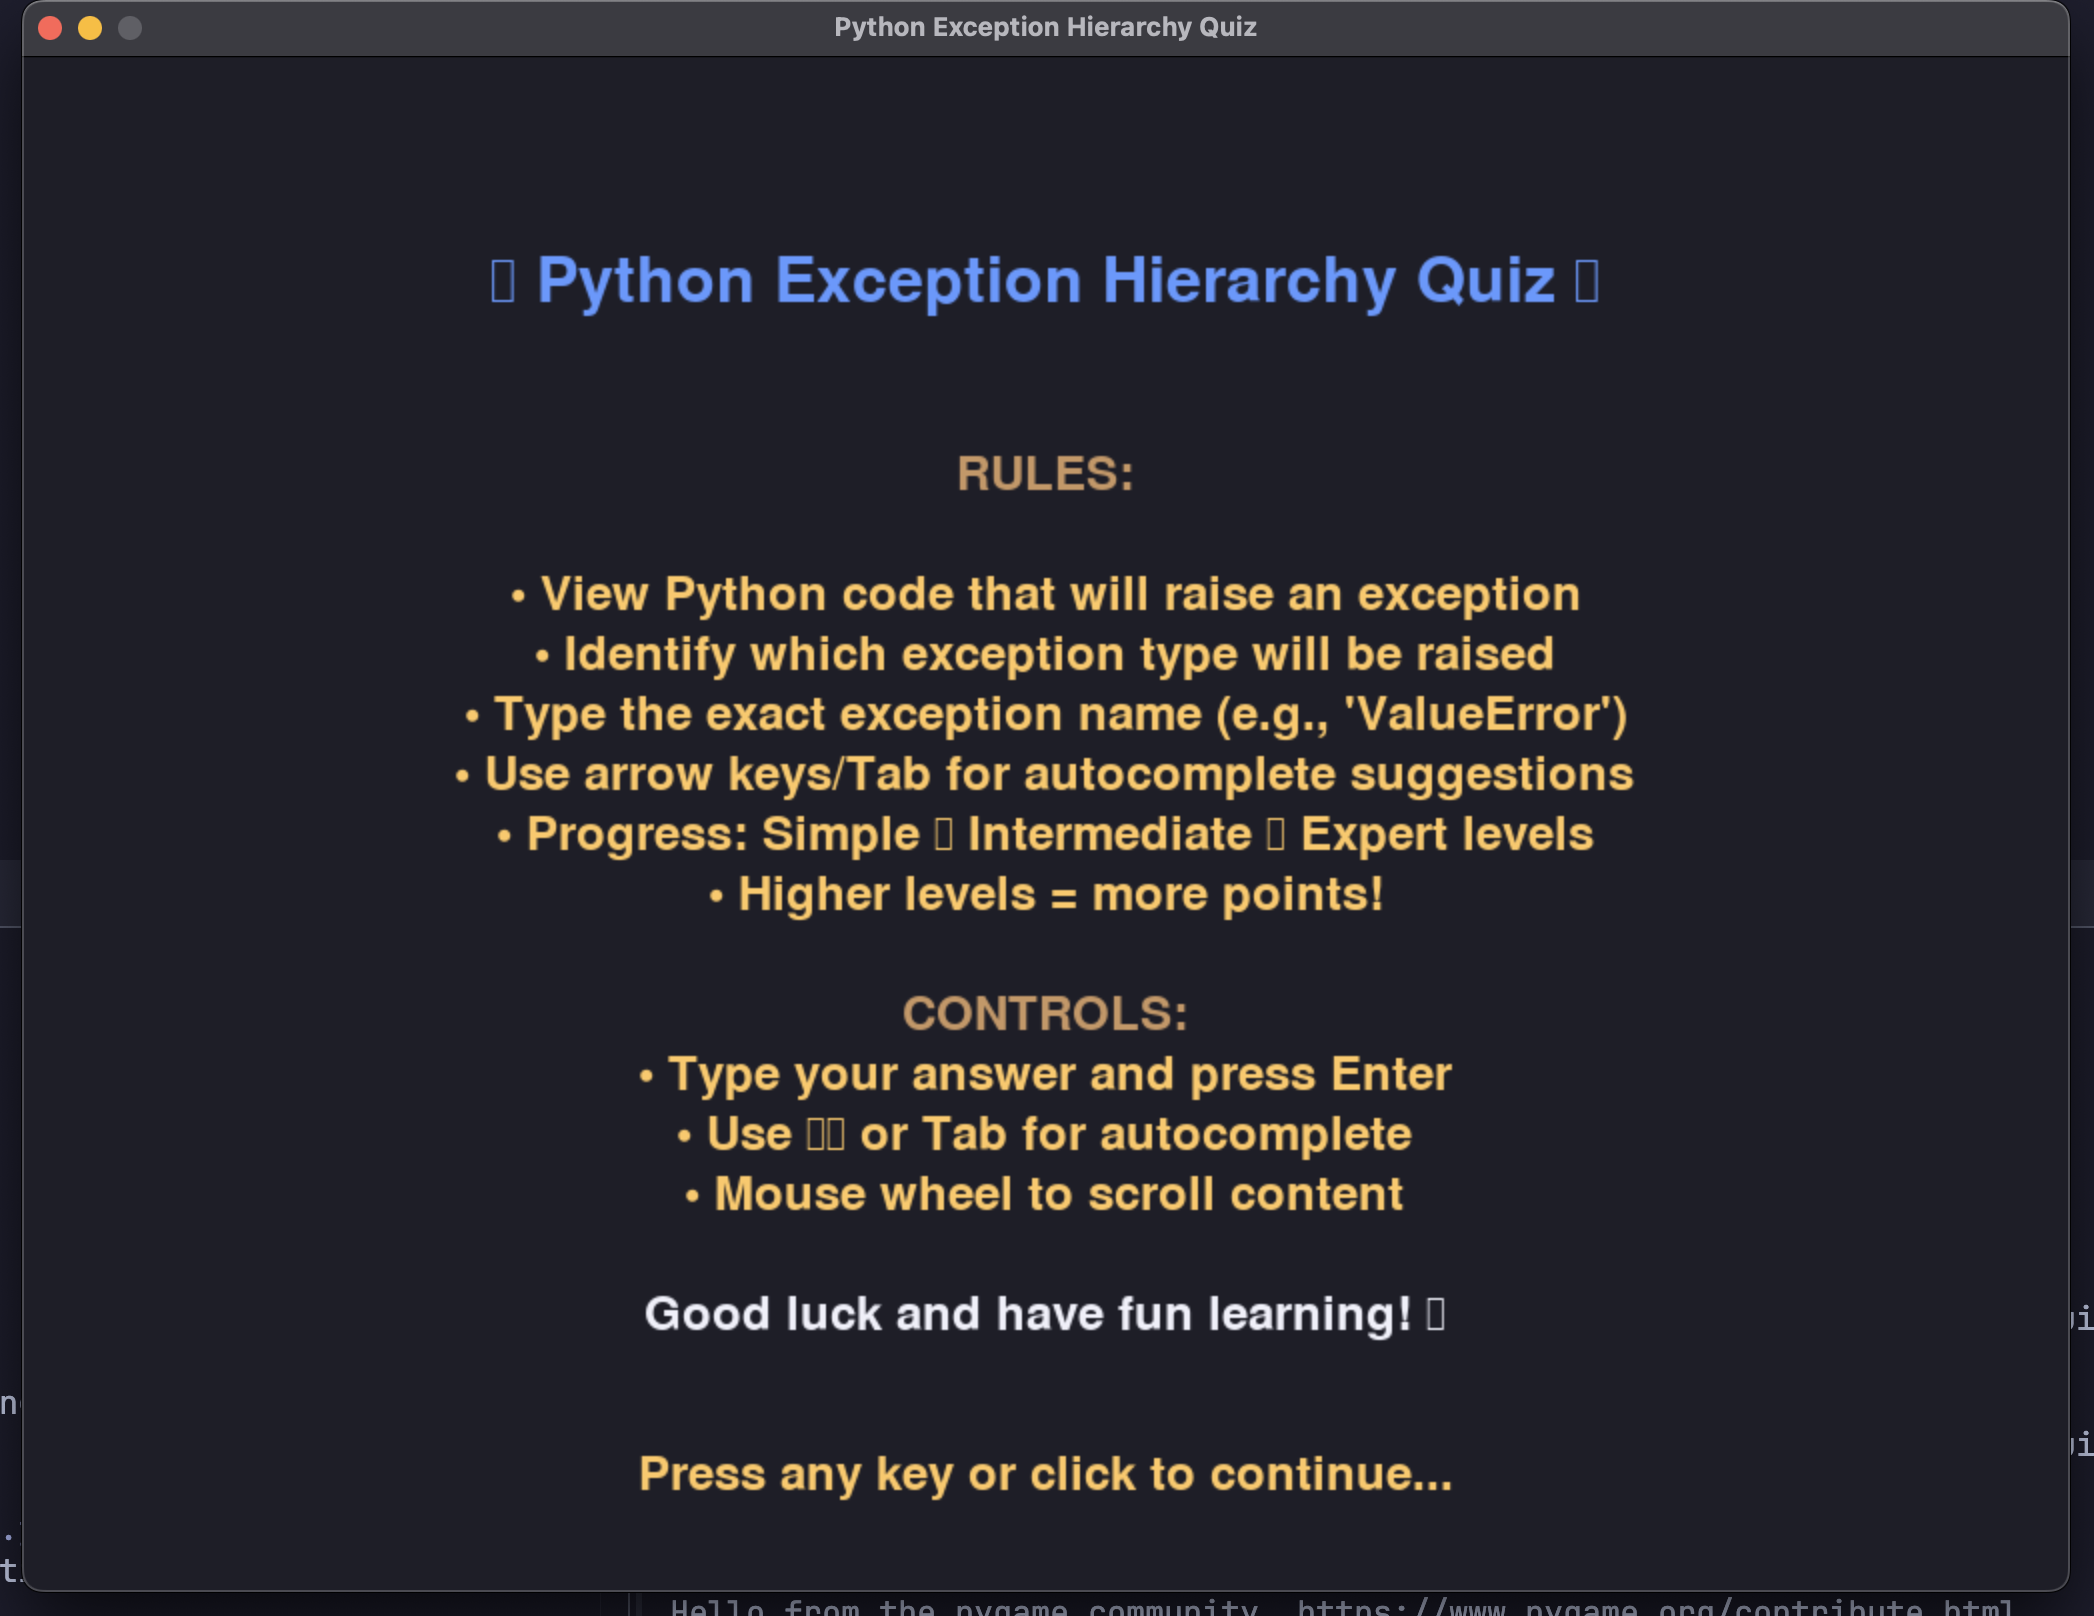 Python Exception Hierarchy Quiz
Python Exception Hierarchy Quiz
RULES:
• View Python code that will raise an exception
• Identify which exception type will be raised
• Type the exact exception name (e.g., 'ValueError')
• Use arrow keys/Tab for autocomplete suggestions
• Progress: Simple Intermediate Expert levels
• Higher levels = more points!
CONTROLS:
• Type your answer and press Enter
• Use or Tab for autocomplete
• Mouse wheel to scroll content
Good luck and have fun learning!
Press any key or click to continue...
Hello from the pygame community. https://www.pygame.org/contribute.html